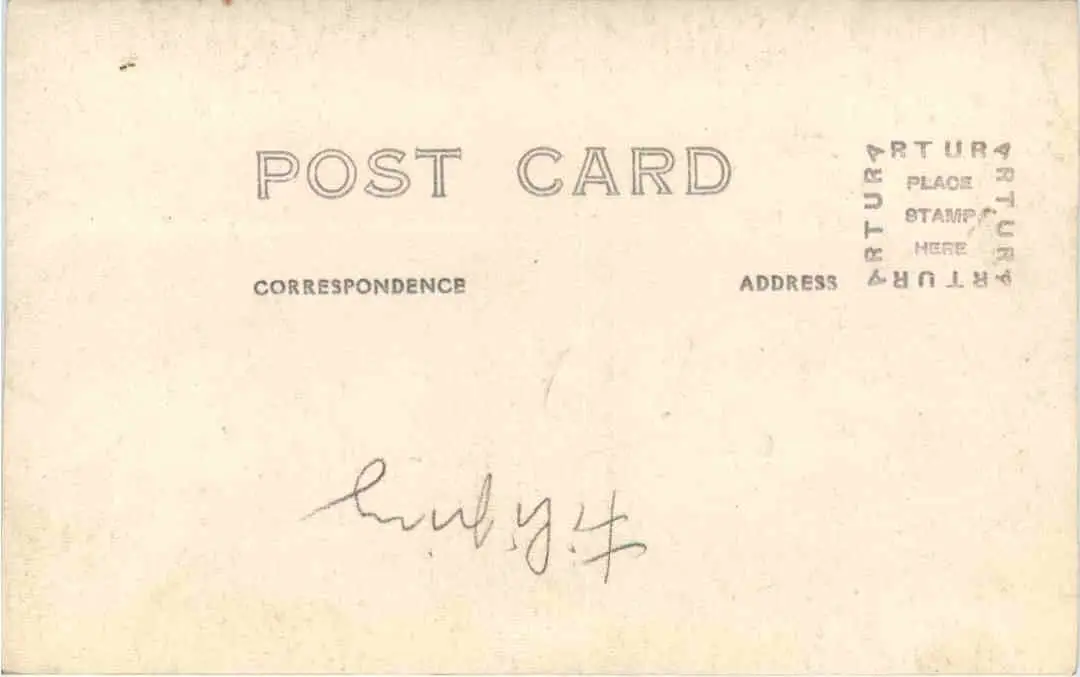 POST CARD
ARTURA
ARTURA
ARTURA
ARTURA
PLACE
STAMP
HERE
CORRESPONDENCE
ADDRESS